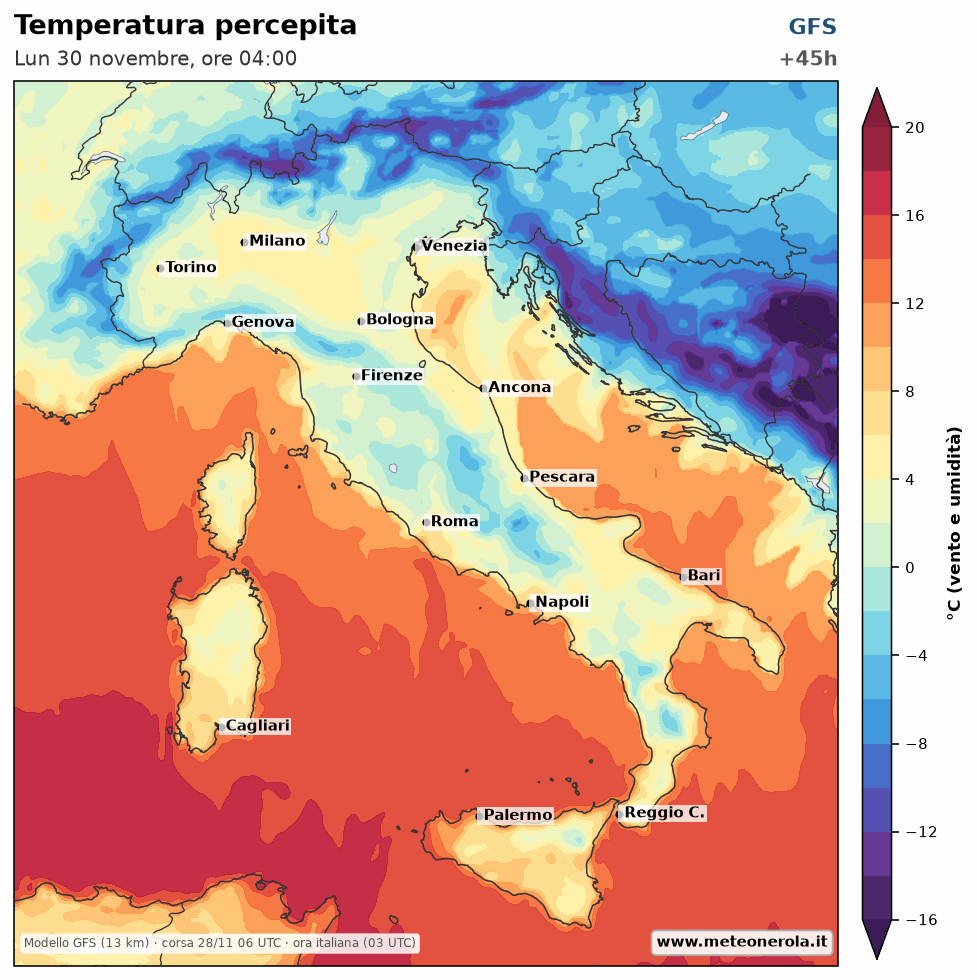 Temperatura percepita
GFS
Lun 30 novembre, ore 04:00
+45h
Milano
Venezia
Torino
Genova
Bologna
Firenze
Ancona
Pescara
Roma
Bari
Napoli
Cagliari
Palermo
Reggio C.
20
16
12
8
4
0
−4
−8
−12
−16
°C (vento e umidità)
Modello GFS (13 km) · corsa 28/11 06 UTC · ora italiana (03 UTC)
www.meteonerola.it